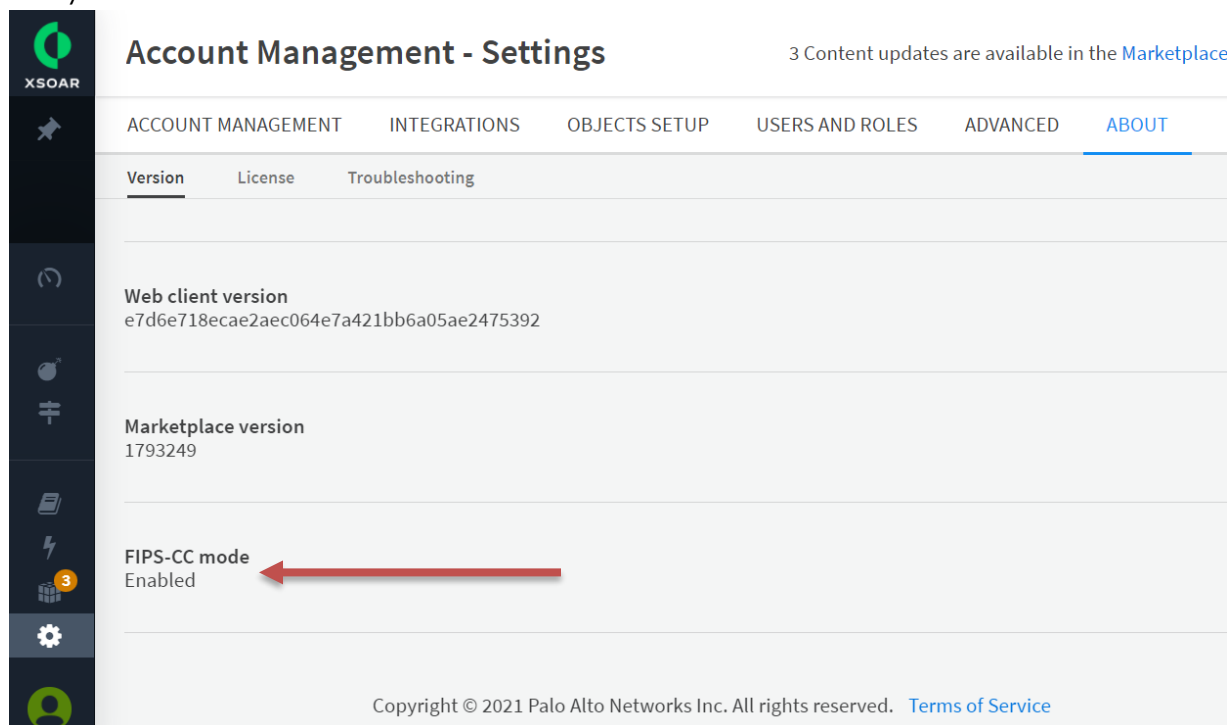 XSOAR
Account Management - Settings
3 Content updates are available in the Marketplace
ACCOUNT MANAGEMENT INTEGRATIONS OBJECTS SETUP USERS AND ROLES ADVANCED ABOUT
Version License Troubleshooting
Web client version
e7d6e718ecae2aec064e7a421bb6a05ae2475392
Marketplace version
1793249
FIPS-CC mode
Enabled
3
Copyright © 2021 Palo Alto Networks Inc. All rights reserved. Terms of Service